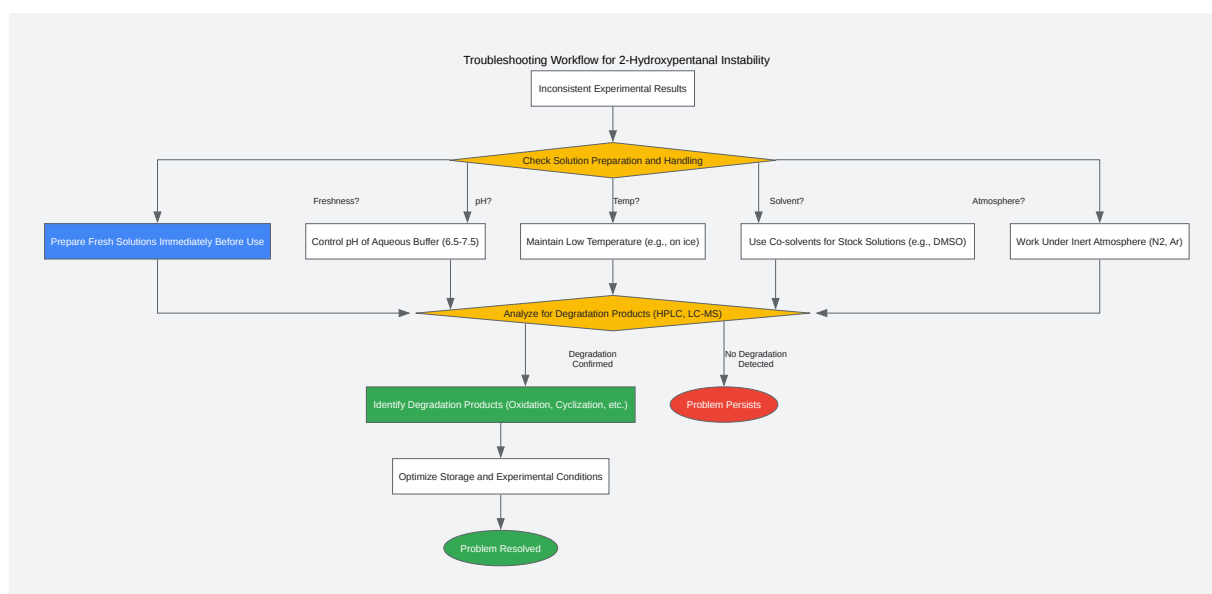 Troubleshooting Workflow for 2-Hydroxypentanal Instability
Inconsistent Experimental Results
Check Solution Preparation and Handling
Freshness?
pH?
Temp?
Solvent?
Atmosphere?
Prepare Fresh Solutions Immediately Before Use
Control pH of Aqueous Buffer (6.5-7.5)
Maintain Low Temperature (e.g., on ice)
Use Co-solvents for Stock Solutions (e.g., DMSO)
Work Under Inert Atmosphere (N2, Ar)
Analyze for Degradation Products (HPLC, LC-MS)
Degradation
Confirmed
No Degradation
Detected
Identify Degradation Products (Oxidation, Cyclization, etc.)
Problem Persists
Optimize Storage and Experimental Conditions
Problem Resolved